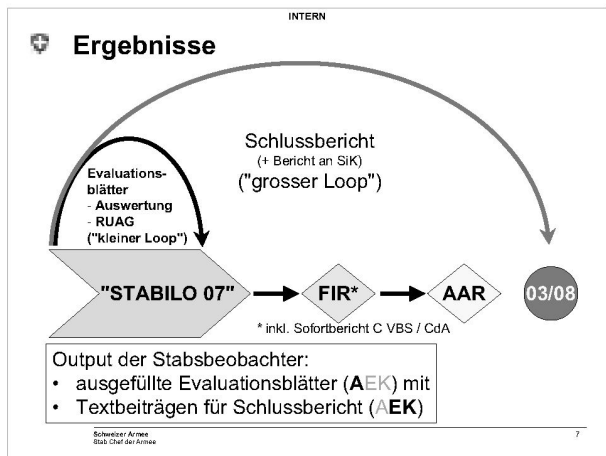 INTERN
Ergebnisse
Schlussbericht
(+ Bericht an SiK)
("grosser Loop")
Evaluations-
blätter
- Auswertung
- RUAG
("kleiner Loop")
"STABILO 07"
FIR*
AAR
03/08
* inkl. Sofortbericht C VBS / CdA
Output der Stabsbeobachter:
• ausgefüllte Evaluationsblätter (AEK) mit
• Textbeiträgen für Schlussbericht (AEK)
Schweizer Armee
Stab Chef der Armee
7